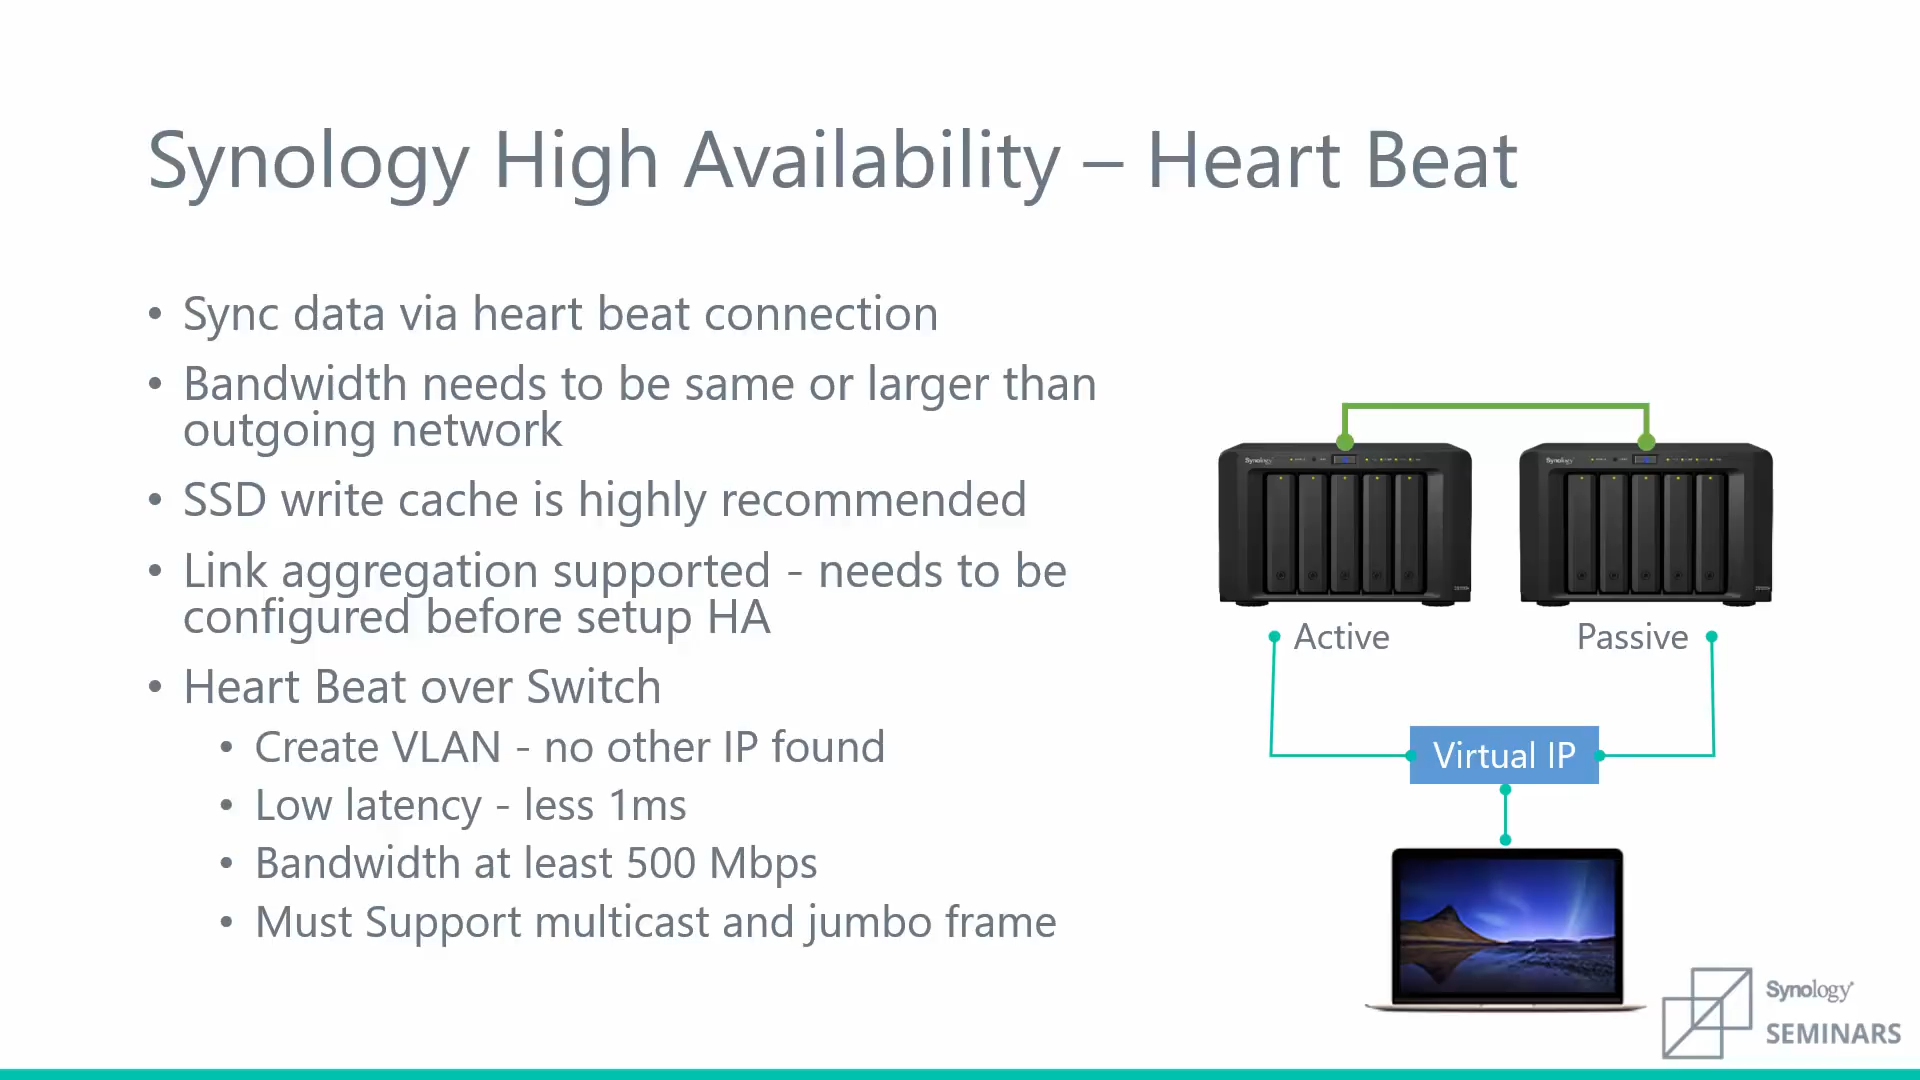 Synology High Availability – Heart Beat
• Sync data via heart beat connection
• Bandwidth needs to be same or larger than
outgoing network
• SSD write cache is highly recommended
• Link aggregation supported - needs to be
configured before setup HA
• Heart Beat over Switch
• Create VLAN - no other IP found
• Low latency - less 1ms
• Bandwidth at least 500 Mbps
• Must Support multicast and jumbo frame
Synology
Synology
Active
Passive
Virtual IP
Synology
SEMINARS